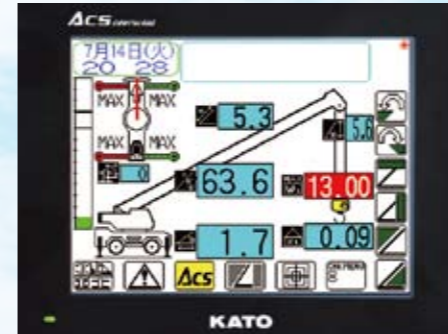 ACS
7月14日(火)
20 28
MAX MAX
MAX MAX
0
5.3
5.6
63.6
13.00
1.7
0.09
ACS
KATO